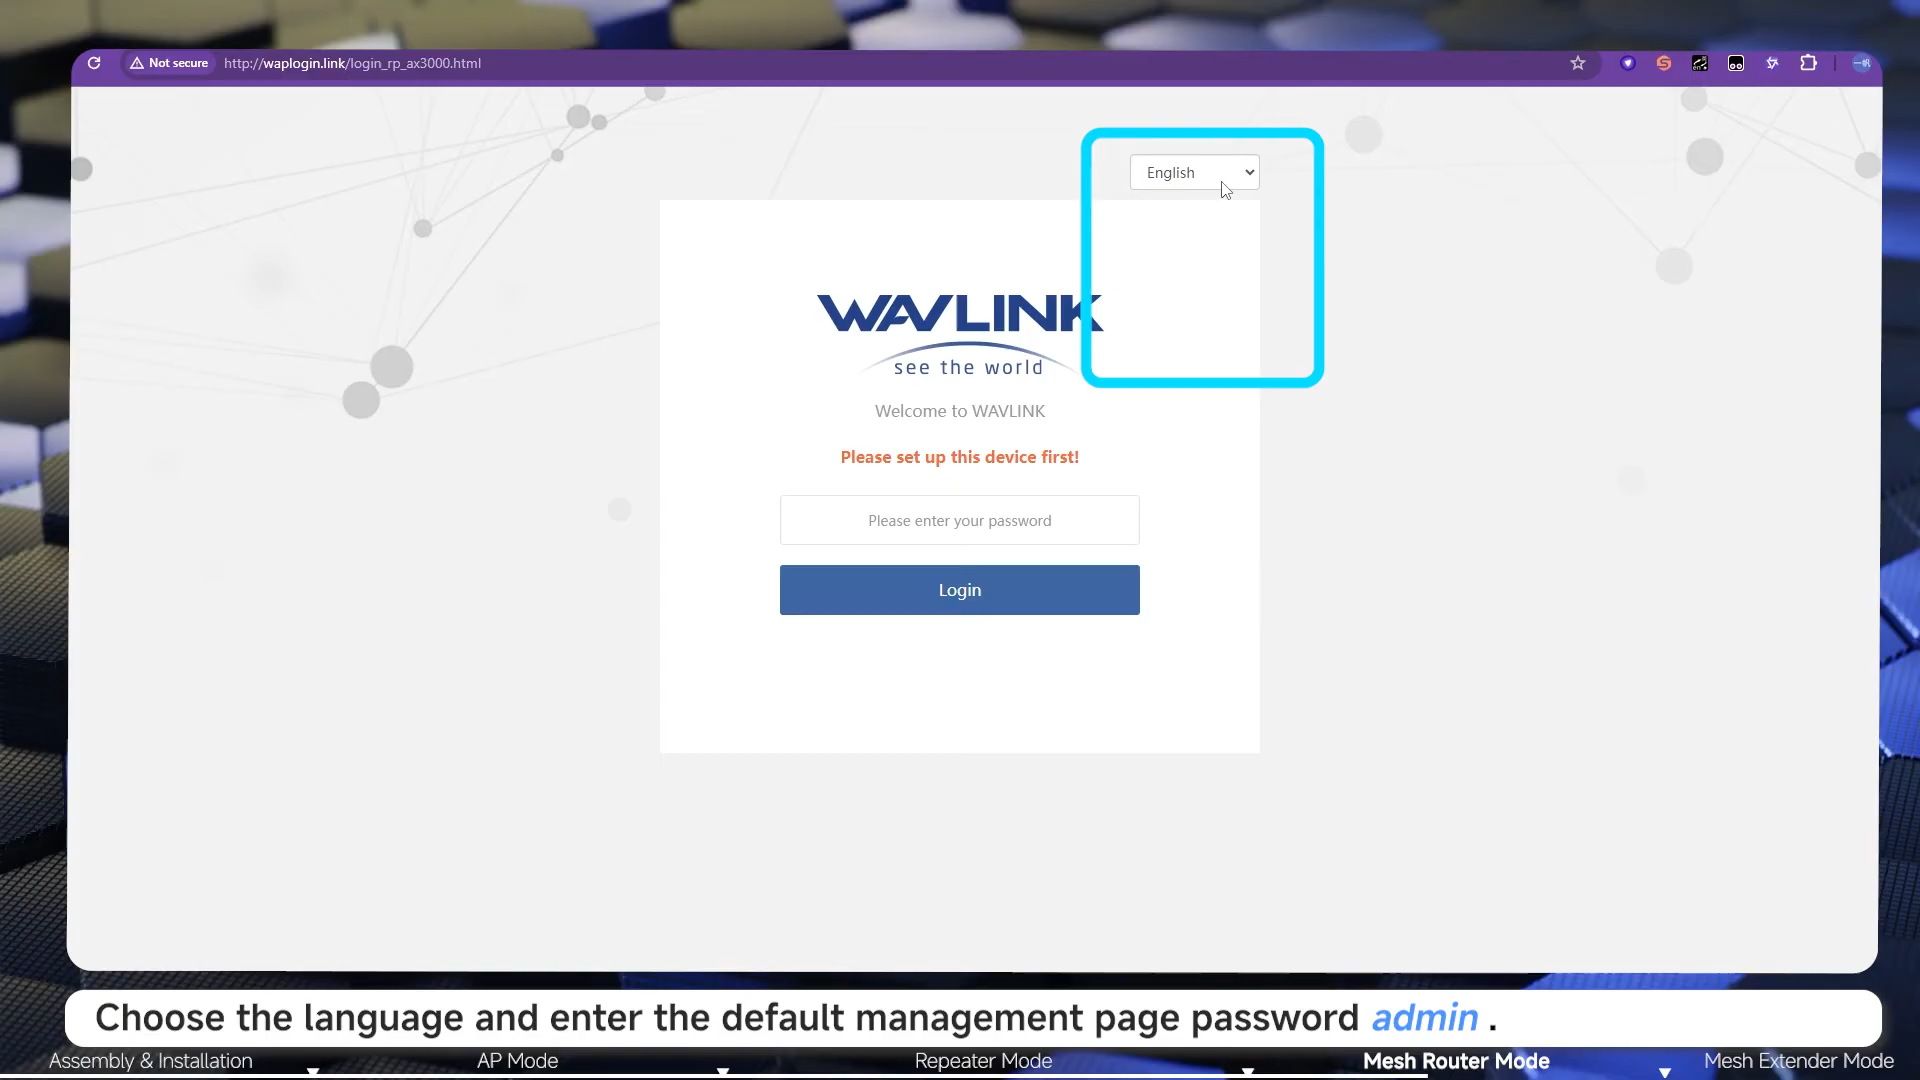 Not secure http://waplogin.link/login_rp_ax3000.html
English
WAVLINK
see the world
Welcome to WAVLINK
Please set up this device first!
Please enter your password
Login
Choose the language and enter the default management page password admin .
Assembly & Installation AP Mode Repeater Mode Mesh Router Mode Mesh Extender Mode